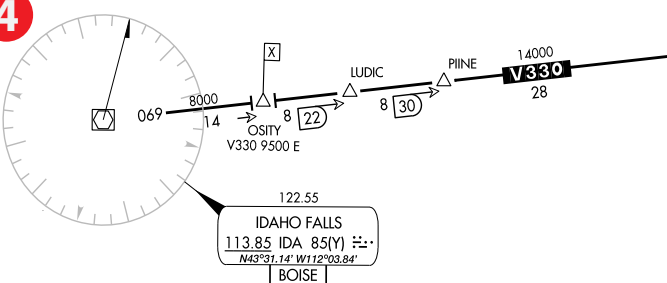 4
X
LUDIC
PIINE
14000
V330
28
069
8000
14
8
22
8
30
OSITY
V330 9500 E
122.55
IDAHO FALLS
113.85 IDA 85(Y)
N43°31.14' W112°03.84'
BOISE